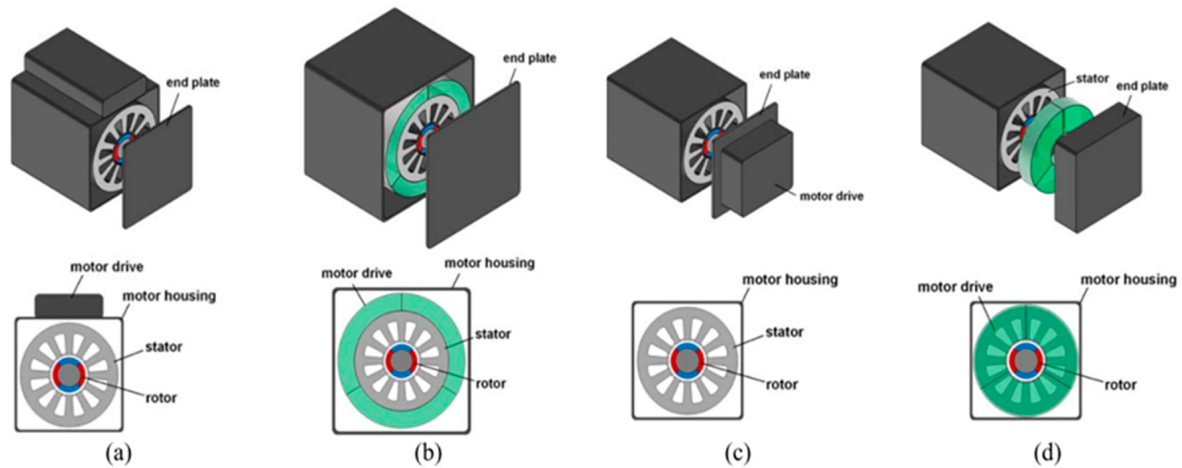 end plate
end plate
end plate
motor drive
stator
end plate
motor drive
motor housing
stator
rotor
motor drive
motor housing
stator
rotor
motor housing
stator
rotor
motor drive
motor housing
rotor
(a)
(b)
(c)
(d)